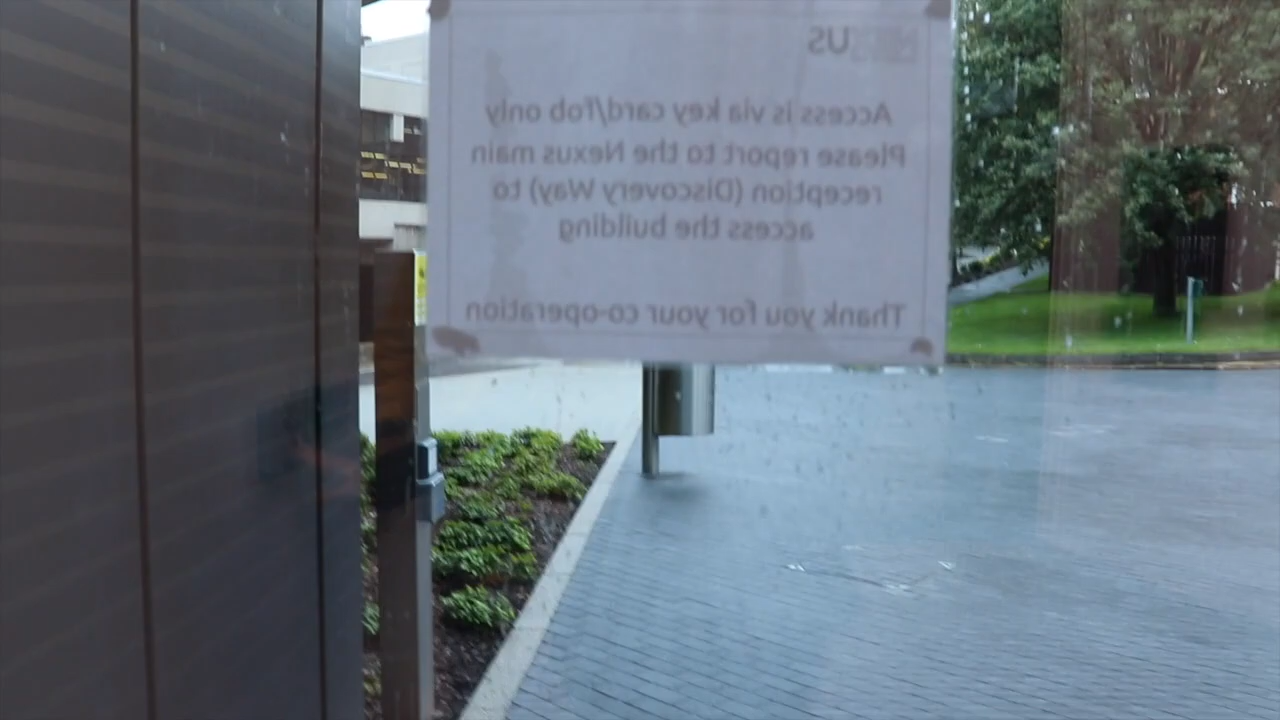 US
Access is via key card/fob only
Please report to the Nexus main
reception (Discovery Way) to
access the building
Thank you for your co-operation